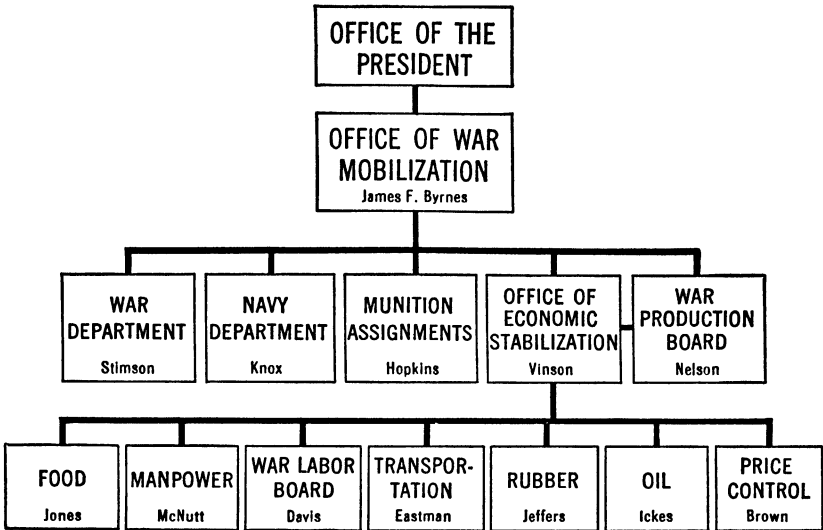 OFFICE OF THE
PRESIDENT
OFFICE OF WAR
MOBILIZATION
James F. Byrnes
WAR
DEPARTMENT
Stimson
NAVY
DEPARTMENT
Knox
MUNITION
ASSIGNMENTS
Hopkins
OFFICE OF
ECONOMIC
STABILIZATION
Vinson
WAR
PRODUCTION
BOARD
Nelson
FOOD
Jones
MANPOWER
McNutt
WAR LABOR
BOARD
Davis
TRANSPOR-
TATION
Eastman
RUBBER
Jeffers
OIL
Ickes
PRICE
CONTROL
Brown